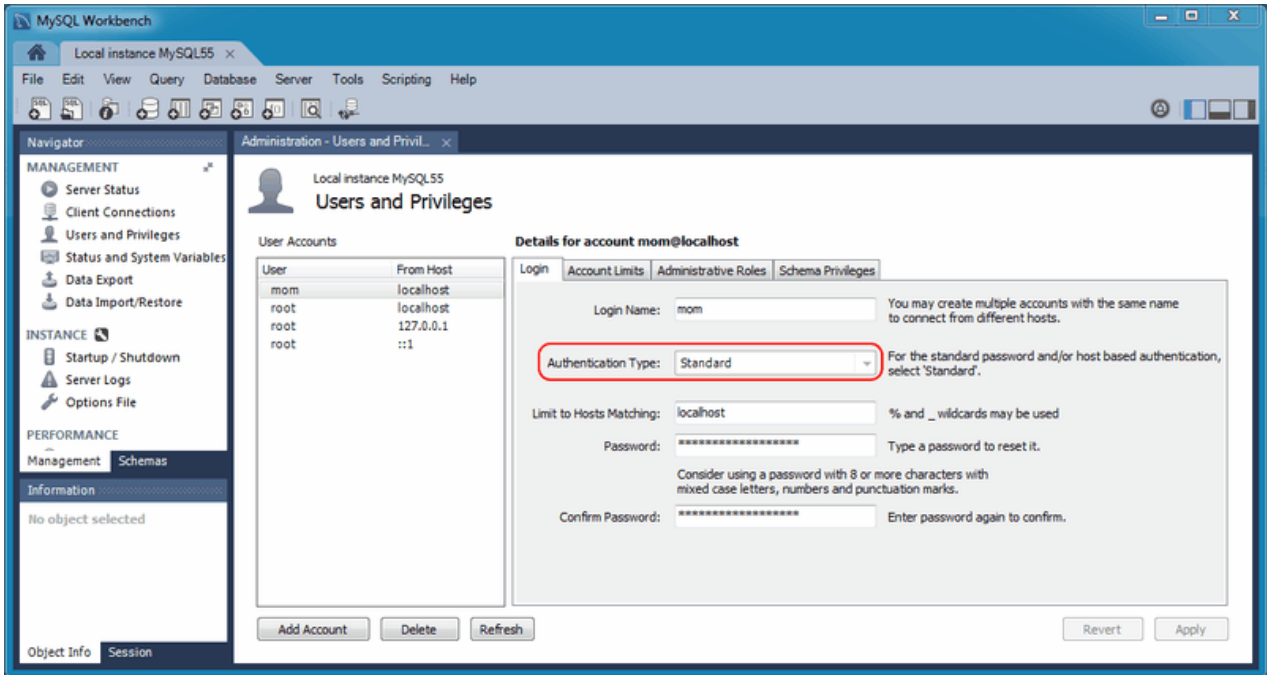 MySQL Workbench
Local instance MySQL55
File Edit View Query Database Server Tools Scripting Help
Navigator
MANAGEMENT
Server Status
Client Connections
Users and Privileges
Status and System Variables
Data Export
Data Import/Restore
INSTANCE
Startup / Shutdown
Server Logs
Options File
PERFORMANCE
Management Schemas
Information
No object selected
Object Info Session
Administration - Users and Privil...
Local instance MySQL55
Users and Privileges
User Accounts
User From Host
mom localhost
root localhost
root 127.0.0.1
root ::1
Add Account Delete Refresh
Details for account mom@localhost
Login Account Limits Administrative Roles Schema Privileges
Login Name: mom
You may create multiple accounts with the same name
to connect from different hosts.
Authentication Type: Standard
For the standard password and/or host based authentication,
select 'Standard'.
Limit to Hosts Matching: localhost % and _ wildcards may be used
Password: ****************** Type a password to reset it.
Consider using a password with 8 or more characters with
mixed case letters, numbers and punctuation marks.
Confirm Password: ****************** Enter password again to confirm.
Revert Apply